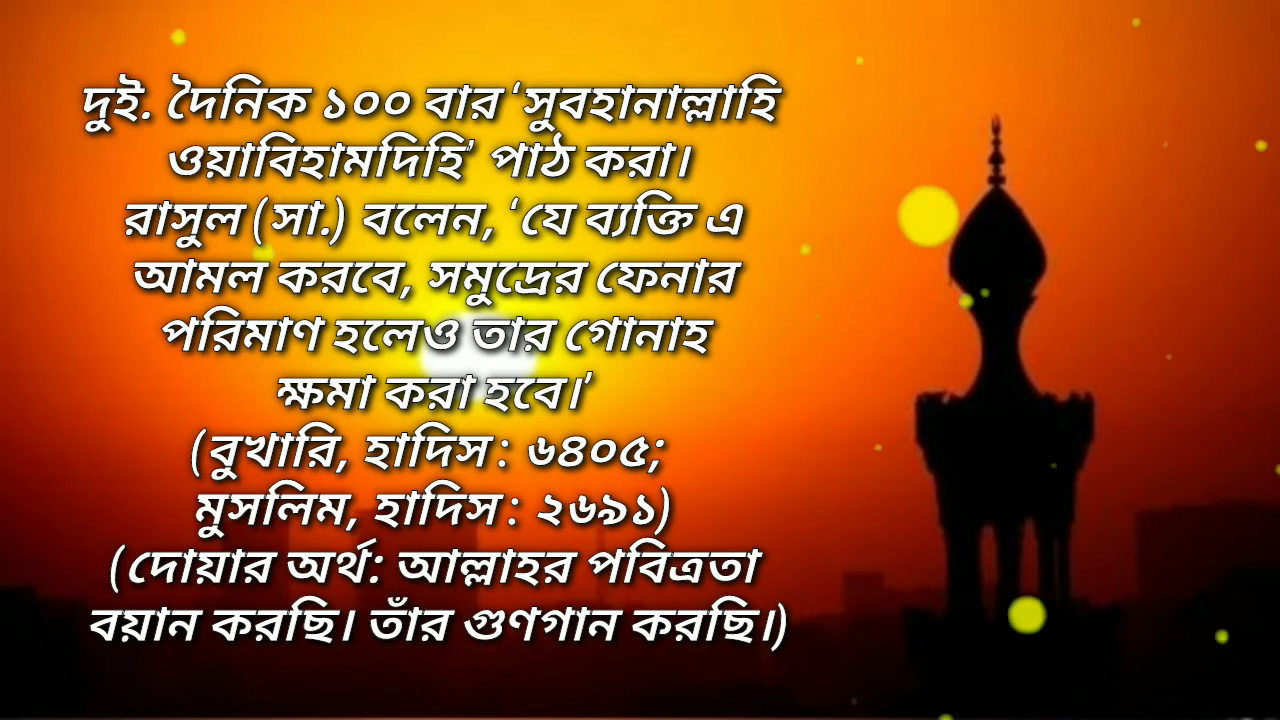 দুই. দৈনিক ১০০ বার ‘সুবহানাল্লাহি
ওয়াবিহামদিহি’ পাঠ করা।
রাসুল (সা.) বলেন, ‘যে ব্যক্তি এ
আমল করবে, সমুদ্রের ফেনার
পরিমাণ হলেও তার গোনাহ
ক্ষমা করা হবে।’
(বুখারি, হাদিস : ৬৪০৫;
মুসলিম, হাদিস : ২৬৯১)
(দোয়ার অর্থ: আল্লাহর পবিত্রতা
বয়ান করছি। তাঁর গুণগান করছি।)